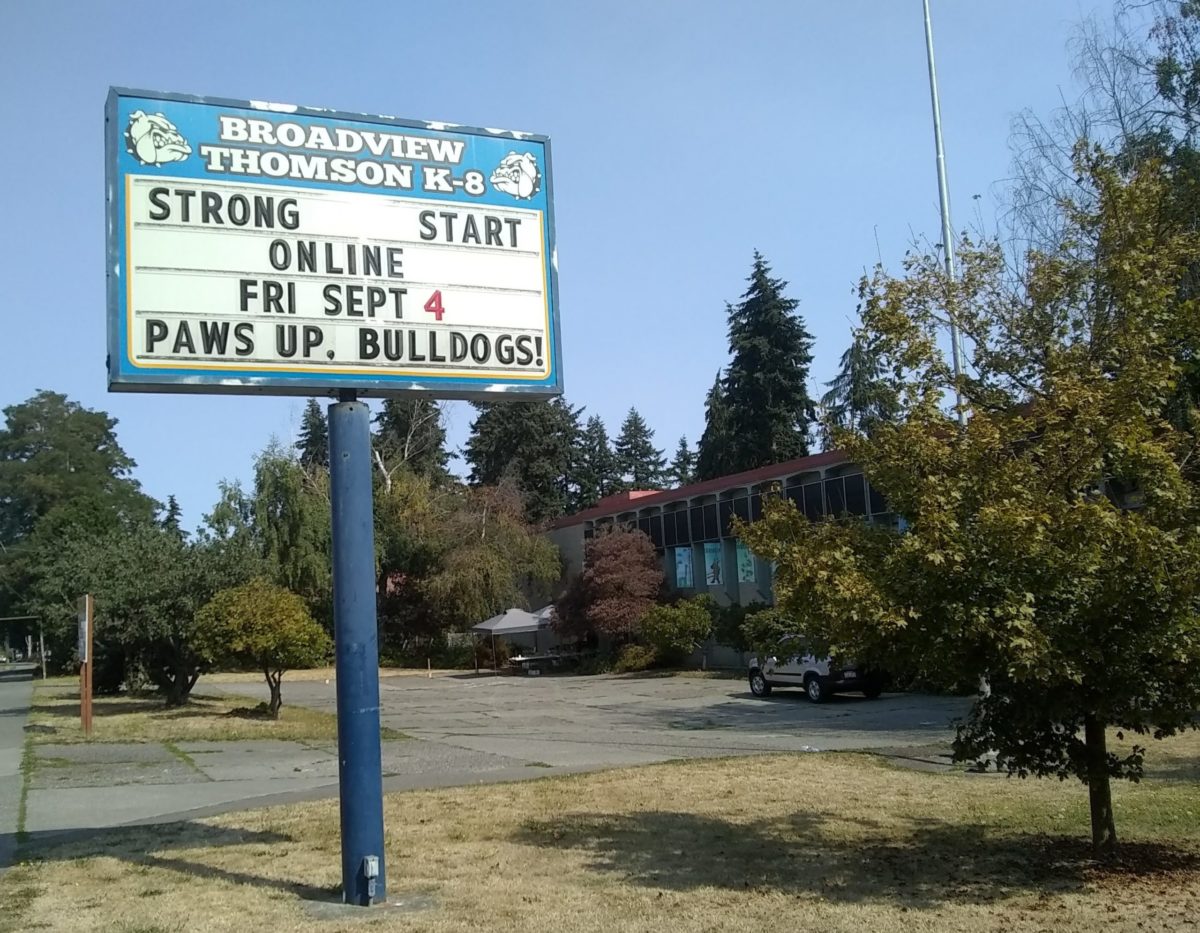 BROADVIEW
THOMSON K-8
STRONG START
ONLINE
FRI SEPT 4
PAWS UP. BULLDOGS!